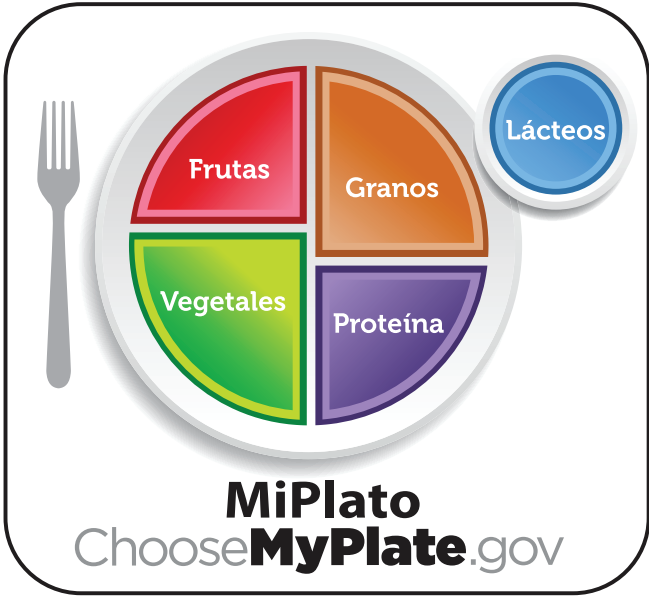 Lácteos
Frutas
Granos
Vegetales
Proteína
MiPlato
ChooseMyPlate.gov